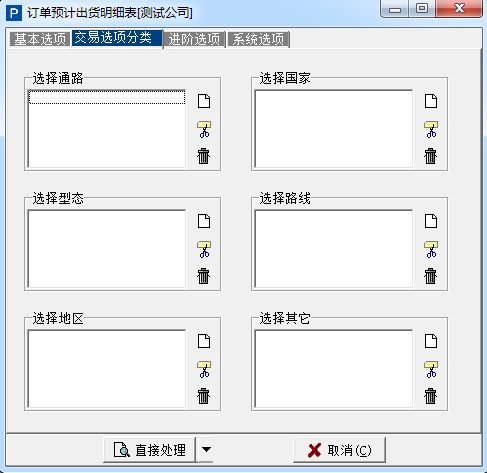 订单预计出货明细表[测试公司]
基本选项 交易选项分类 进阶选项 系统选项
选择通路 选择国家
选择型态 选择路线
选择地区 选择其它
直接处理 取消(C)